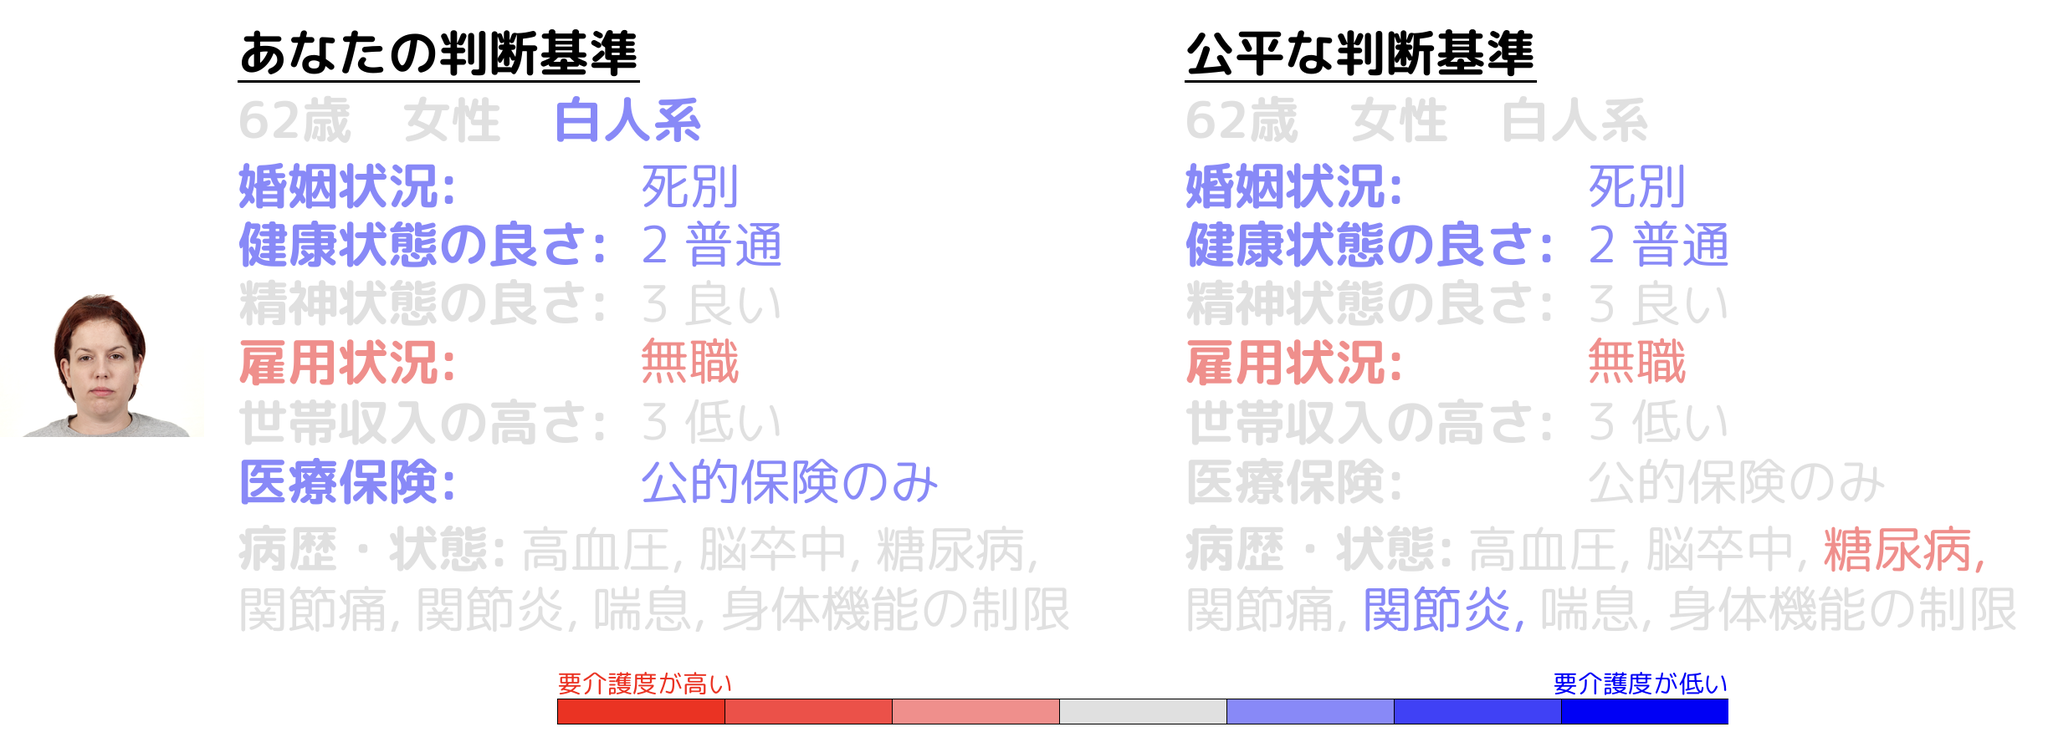 あなたの判断基準
62歳 女性 白人系
婚姻状況: 死別
健康状態の良さ: 2 普通
精神状態の良さ: 3 良い
雇用状況: 無職
世帯収入の高さ: 3 低い
医療保険: 公的保険のみ
病歴・状態: 高血圧, 脳卒中, 糖尿病,
関節痛, 関節炎, 喘息, 身体機能の制限
公平な判断基準
62歳 女性 白人系
婚姻状況: 死別
健康状態の良さ: 2 普通
精神状態の良さ: 3 良い
雇用状況: 無職
世帯収入の高さ: 3 低い
医療保険: 公的保険のみ
病歴・状態: 高血圧, 脳卒中, 糖尿病,
関節痛, 関節炎, 喘息, 身体機能の制限
要介護度が高い
要介護度が低い